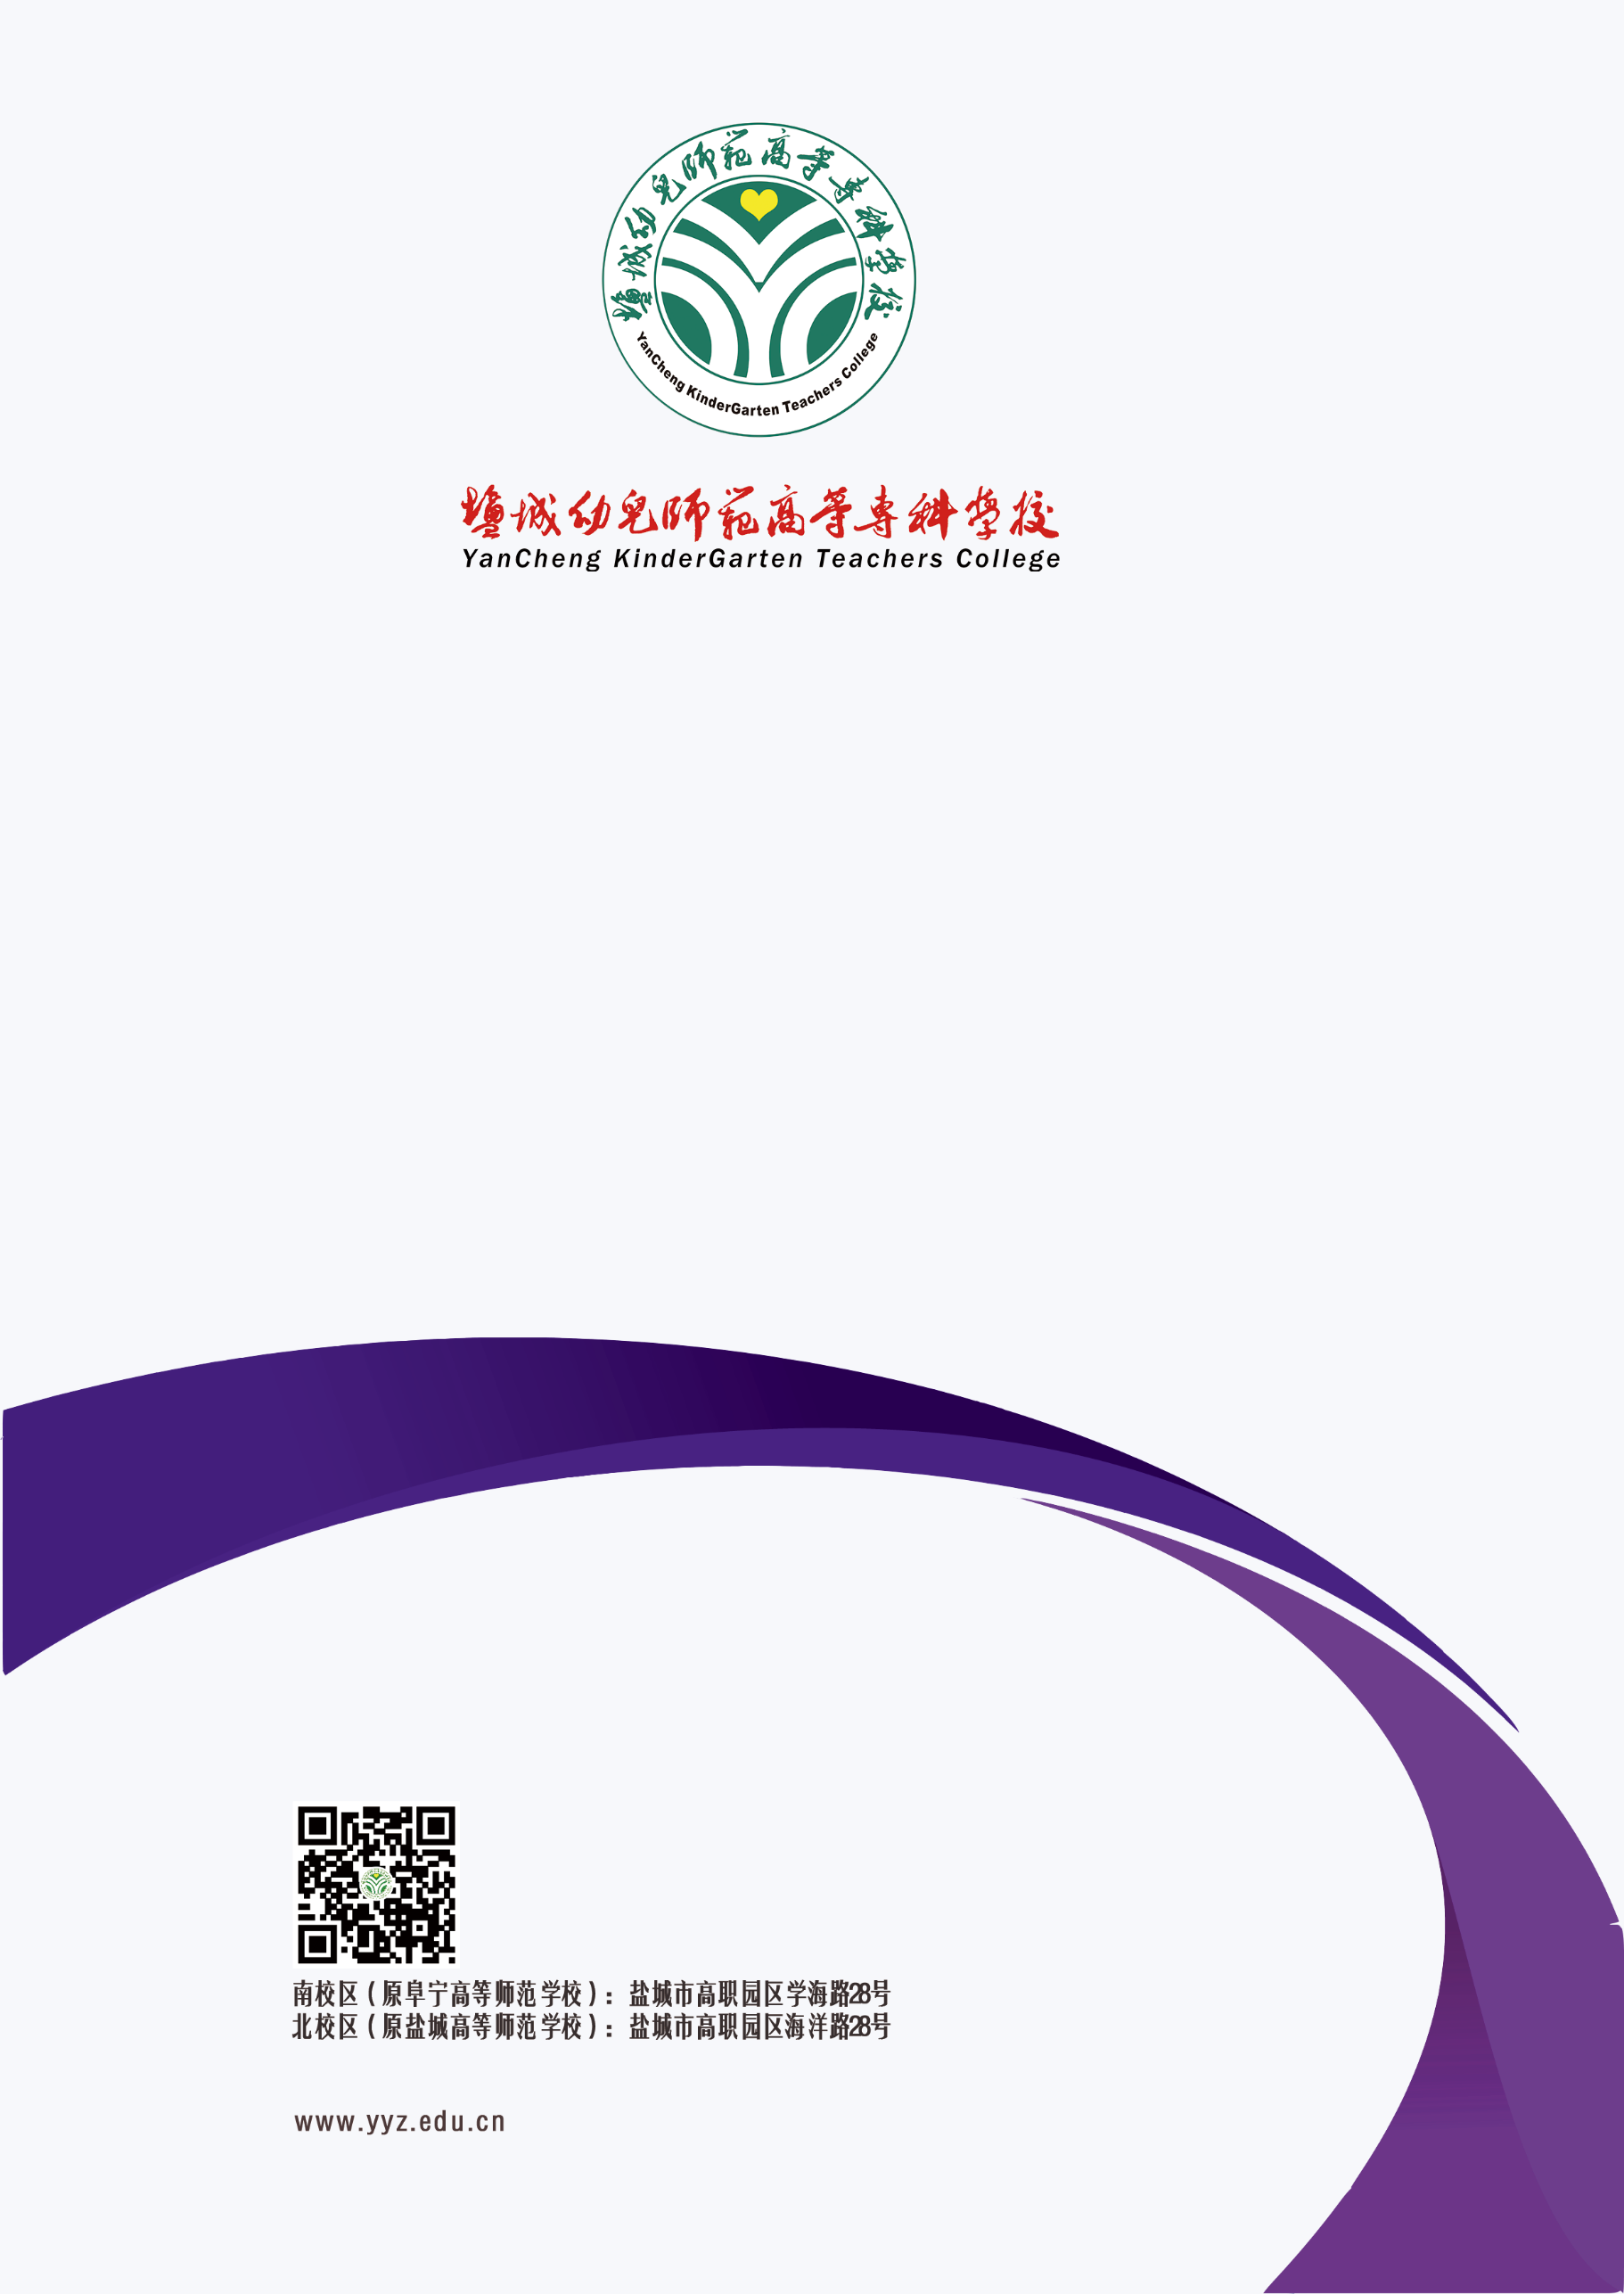 盐城幼兒师范高等专科学校
YanCheng KinderGarten Teachers College
盐城幼兒师范高等専科學校
YanCheng KinderGarten Teachers College
南校区（原阜宁高等师范学校）：盐城市高职园区学海路28号
北校区（原盐城高等师范学校）：盐城市高职园区海洋路28号
www.yyz.edu.cn